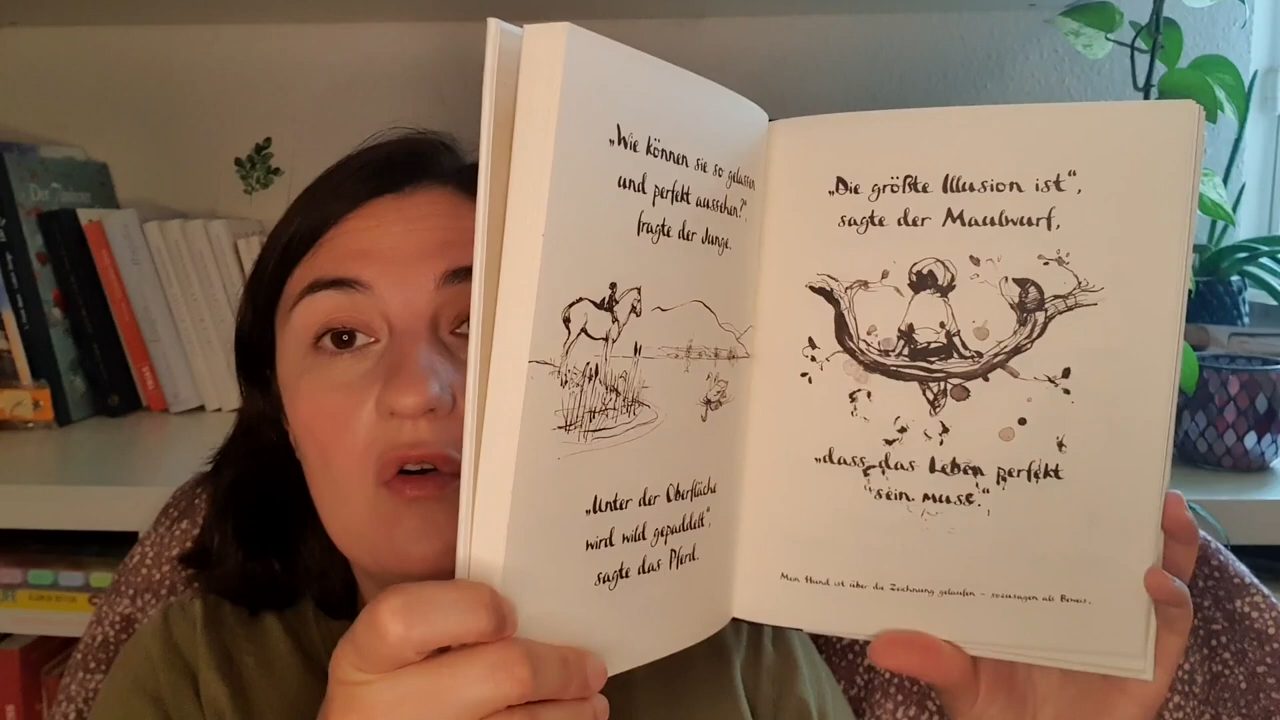 „Wie können sie so gelassen
und perfekt aussehen?",
fragte der Junge.
„Unter der Oberfläche
wird wild gepaddelt",
sagte das Pferd.
„Die größte Illusion ist",
sagte der Maulwurf,
„dass das Leben perfekt
sein muss."
Mein Hund ist über die Zeichnung gelaufen – sozusagen als Beweis.